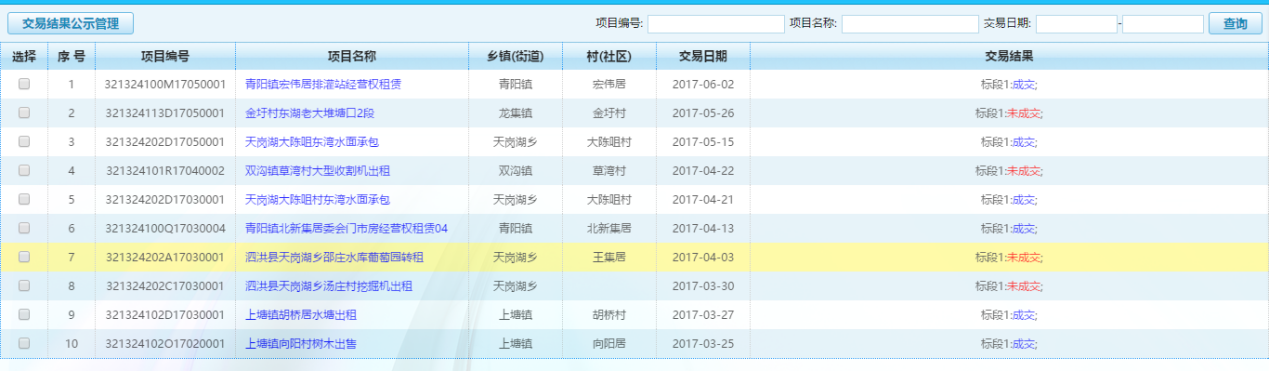 交易结果公示管理 项目编号: 项目名称: 交易日期: - 查询
选择 序 号 项目编号 项目名称 乡镇(街道) 村(社区) 交易日期 交易结果
1 321324100M17050001 青阳镇宏伟居排灌站经营权租赁 青阳镇 宏伟居 2017-06-02 标段1:成交;
2 321324113D17050001 金圩村东湖老大堆塘口2段 龙集镇 金圩村 2017-05-26 标段1:未成交;
3 321324202D17050001 天岗湖大陈咀东湾水面承包 天岗湖乡 大陈咀村 2017-05-15 标段1:成交;
4 321324101R17040002 双沟镇草湾村大型收割机出租 双沟镇 草湾村 2017-04-22 标段1:未成交;
5 321324202D17030001 天岗湖大陈咀村东湾水面承包 天岗湖乡 大陈咀村 2017-04-21 标段1:成交;
6 321324100Q17030004 青阳镇北新集居委会门市房经营权租赁04 青阳镇 北新集居 2017-04-13 标段1:成交;
7 321324202A17030001 泗洪县天岗湖乡邵庄水库葡萄园转租 天岗湖乡 王集居 2017-04-03 标段1:未成交;
8 321324202C17030001 泗洪县天岗湖乡汤庄村挖掘机出租 天岗湖乡 2017-03-30 标段1:未成交;
9 321324102D17030001 上塘镇胡桥居水塘出租 上塘镇 胡桥村 2017-03-27 标段1:成交;
10 321324102O17020001 上塘镇向阳村树木出售 上塘镇 向阳居 2017-03-25 标段1:成交;